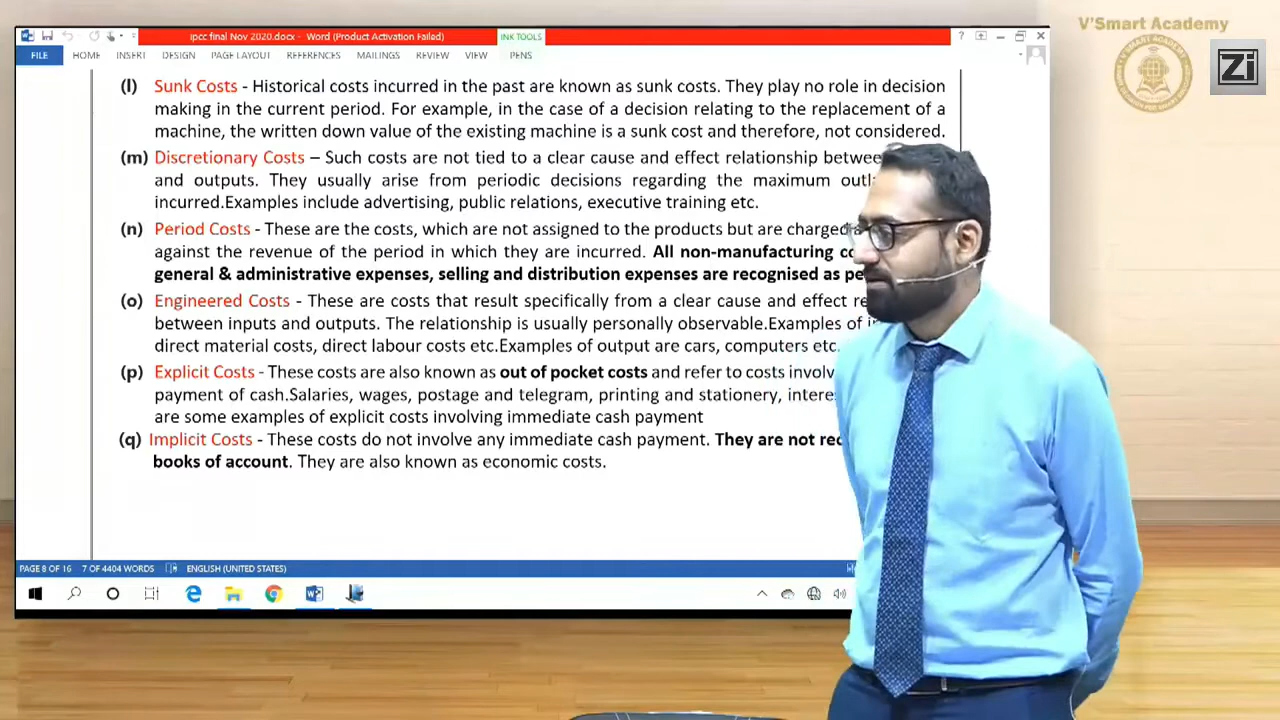 V'Smart Academy
Zi
ipcc final Nov 2020.docx - Word (Product Activation Failed)
INK TOOLS
FILE HOME INSERT DESIGN PAGE LAYOUT REFERENCES MAILINGS REVIEW VIEW PENS
(l) Sunk Costs - Historical costs incurred in the past are known as sunk costs. They play no role in decision
making in the current period. For example, in the case of a decision relating to the replacement of a
machine, the written down value of the existing machine is a sunk cost and therefore, not considered.
(m) Discretionary Costs – Such costs are not tied to a clear cause and effect relationship
and outputs. They usually arise from periodic decisions regarding the maximum
incurred.Examples include advertising, public relations, executive training etc.
(n) Period Costs - These are the costs, which are not assigned to the products but are charged
against the revenue of the period in which they are incurred. All non-manufacturing
general & administrative expenses, selling and distribution expenses are recognised as
(o) Engineered Costs - These are costs that result specifically from a clear cause and effect
between inputs and outputs. The relationship is usually personally observable.Examples of
direct material costs, direct labour costs etc.Examples of output are cars, computers etc.
(p) Explicit Costs - These costs are also known as out of pocket costs and refer to costs
payment of cash.Salaries, wages, postage and telegram, printing and stationery,
are some examples of explicit costs involving immediate cash payment
(q) Implicit Costs - These costs do not involve any immediate cash payment. They are not
books of account. They are also known as economic costs.
PAGE 8 OF 16 7 OF 4404 WORDS ENGLISH (UNITED STATES)